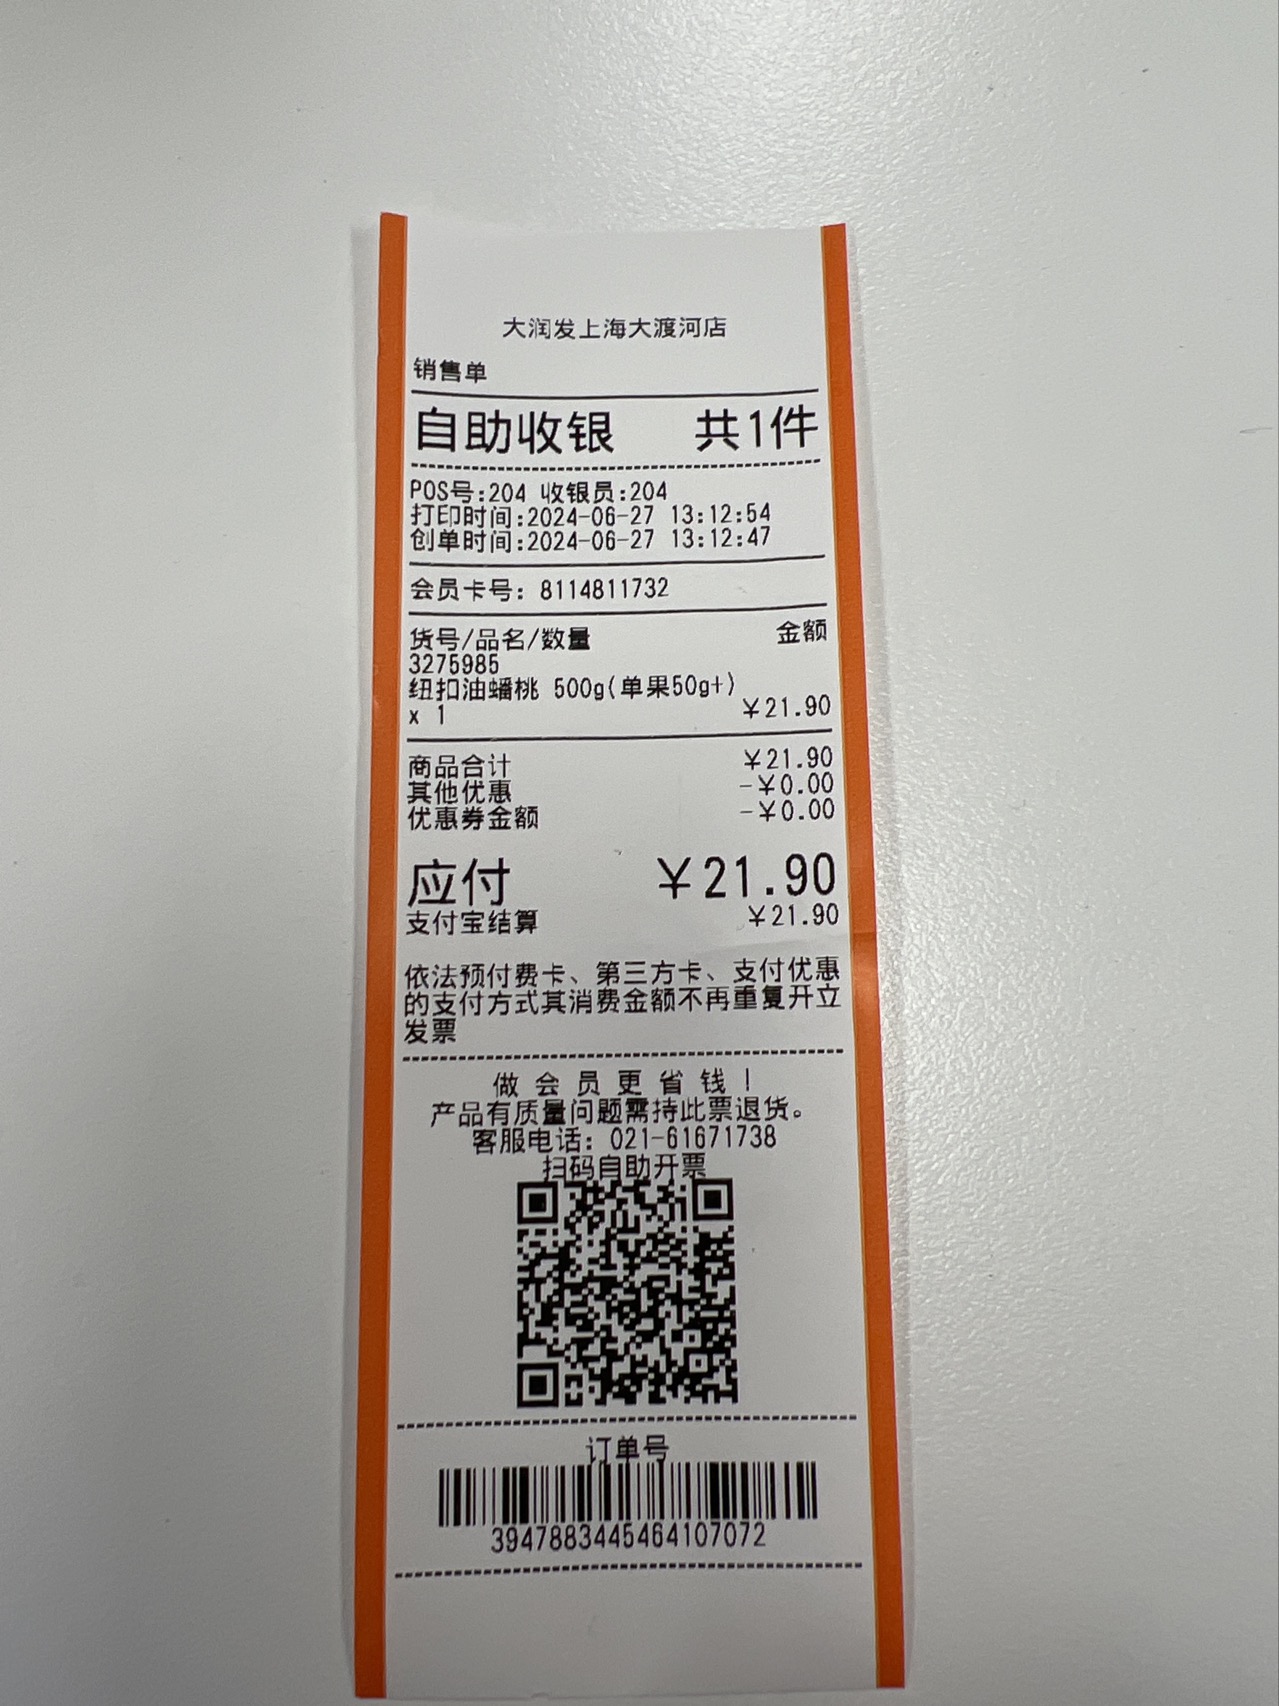 大润发上海大渡河店
销售单
自助收银 共1件
POS号:204 收银员:204
打印时间:2024-06-27 13:12:54
创单时间:2024-06-27 13:12:47
会员卡号: 8114811732
货号/品名/数量 金额
3275985
纽扣油蟠桃 500g(单果50g+)
x 1 ¥21.90
商品合计 ¥21.90
其他优惠 -¥0.00
优惠券金额 -¥0.00
应付 ¥21.90
支付宝结算 ¥21.90
依法预付费卡、第三方卡、支付优惠
的支付方式其消费金额不再重复开立
发票
做会员更省钱!
产品有质量问题需持此票退货。
客服电话: 021-61671738
扫码自助开票
订单号
3947883445464107072